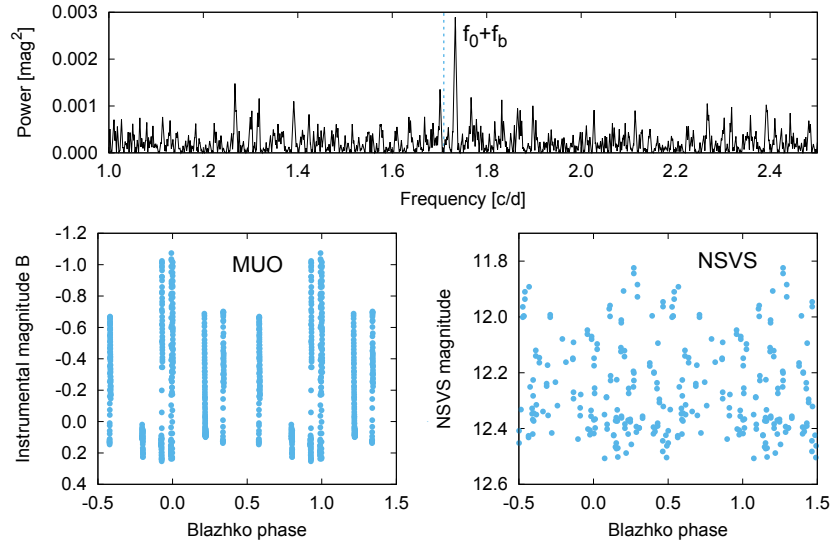 0.003
0.002
0.001
0.000
Power [mag²]
f₀+f_b
1.0 1.2 1.4 1.6 1.8 2.0 2.2 2.4
Frequency [c/d]
-1.2
-1.0
-0.8
-0.6
-0.4
-0.2
0.0
0.2
0.4
Instrumental magnitude B
MUO
-0.5 0.0 0.5 1.0 1.5
Blazhko phase
11.8
12.0
12.2
12.4
12.6
NSVS magnitude
NSVS
-0.5 0.0 0.5 1.0 1.5
Blazhko phase